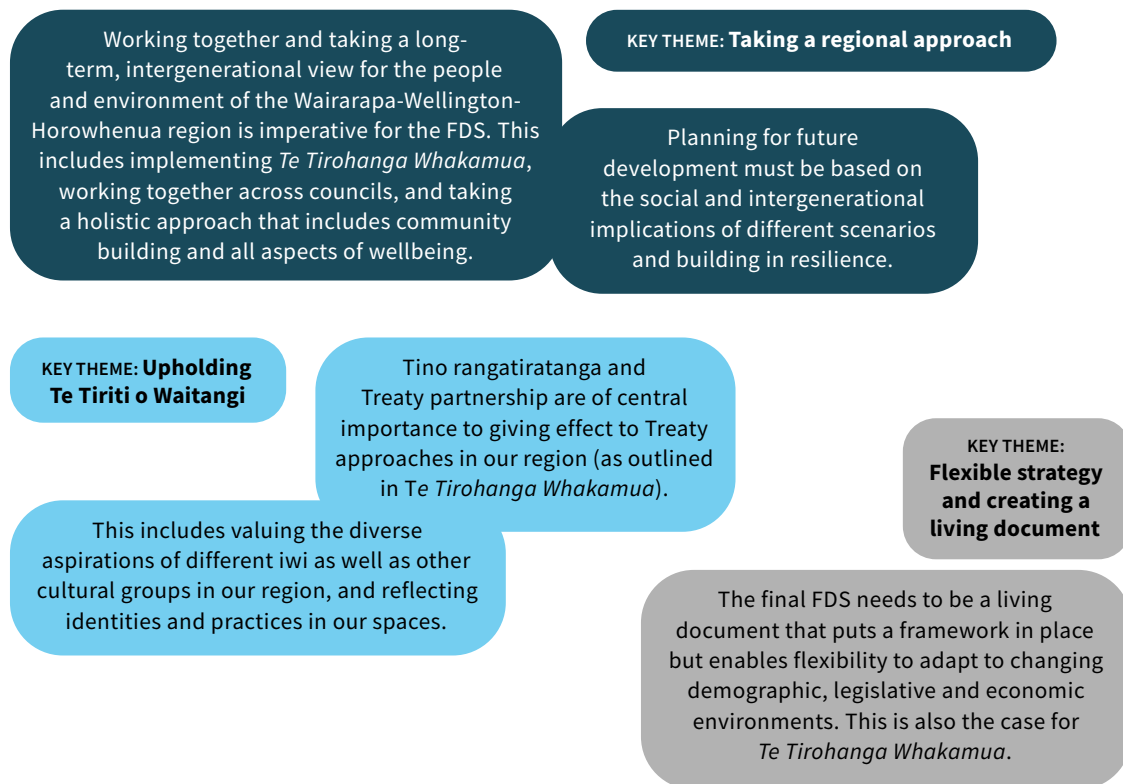 Working together and taking a long-
term, intergenerational view for the people
and environment of the Wairarapa-Wellington-
Horowhenua region is imperative for the FDS. This
includes implementing Te Tirohanga Whakamua,
working together across councils, and taking
a holistic approach that includes community
building and all aspects of wellbeing.
KEY THEME: Taking a regional approach
Planning for future
development must be based on
the social and intergenerational
implications of different scenarios
and building in resilience.
KEY THEME: Upholding
Te Tiriti o Waitangi
Tino rangatiratanga and
Treaty partnership are of central
importance to giving effect to Treaty
approaches in our region (as outlined
in Te Tirohanga Whakamua).
This includes valuing the diverse
aspirations of different iwi as well as other
cultural groups in our region, and reflecting
identities and practices in our spaces.
KEY THEME:
Flexible strategy
and creating a
living document
The final FDS needs to be a living
document that puts a framework in place
but enables flexibility to adapt to changing
demographic, legislative and economic
environments. This is also the case for
Te Tirohanga Whakamua.